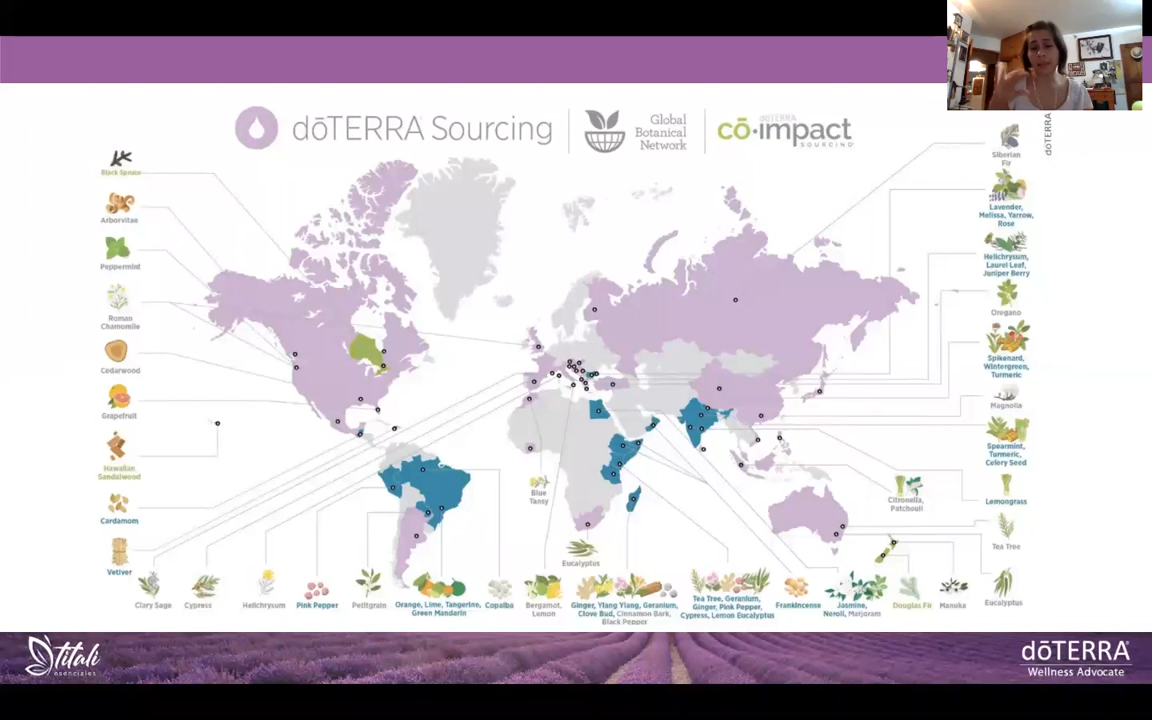 dōTERRA Sourcing
Global
Botanical
Network
dōTERRA
cō·impact
SOURCING
dōTERRA
Black Spruce
Arborvitae
Peppermint
Roman
Chamomile
Cedarwood
Grapefruit
Hawaiian
Sandalwood
Cardamom
Vetiver
Siberian
Fir
Lavender,
Melissa, Yarrow,
Rose
Helichrysum,
Laurel Leaf,
Juniper Berry
Oregano
Spikenard,
Wintergreen,
Turmeric
Magnolia
Spearmint,
Turmeric,
Celery Seed
Lemongrass
Citronella,
Patchouli
Tea Tree
Eucalyptus
Blue
Tansy
Eucalyptus
Clary Sage
Cypress
Helichrysum
Pink Pepper
Petitgrain
Orange, Lime, Tangerine,
Green Mandarin
Copaiba
Bergamot,
Lemon
Ginger, Ylang Ylang, Geranium,
Clove Bud, Cinnamon Bark,
Black Pepper
Tea Tree, Geranium,
Ginger, Pink Pepper,
Cypress, Lemon Eucalyptus
Frankincense
Jasmine,
Neroli, Marjoram
Douglas Fir
Manuka
titali
esenciales
dōTERRA
Wellness Advocate